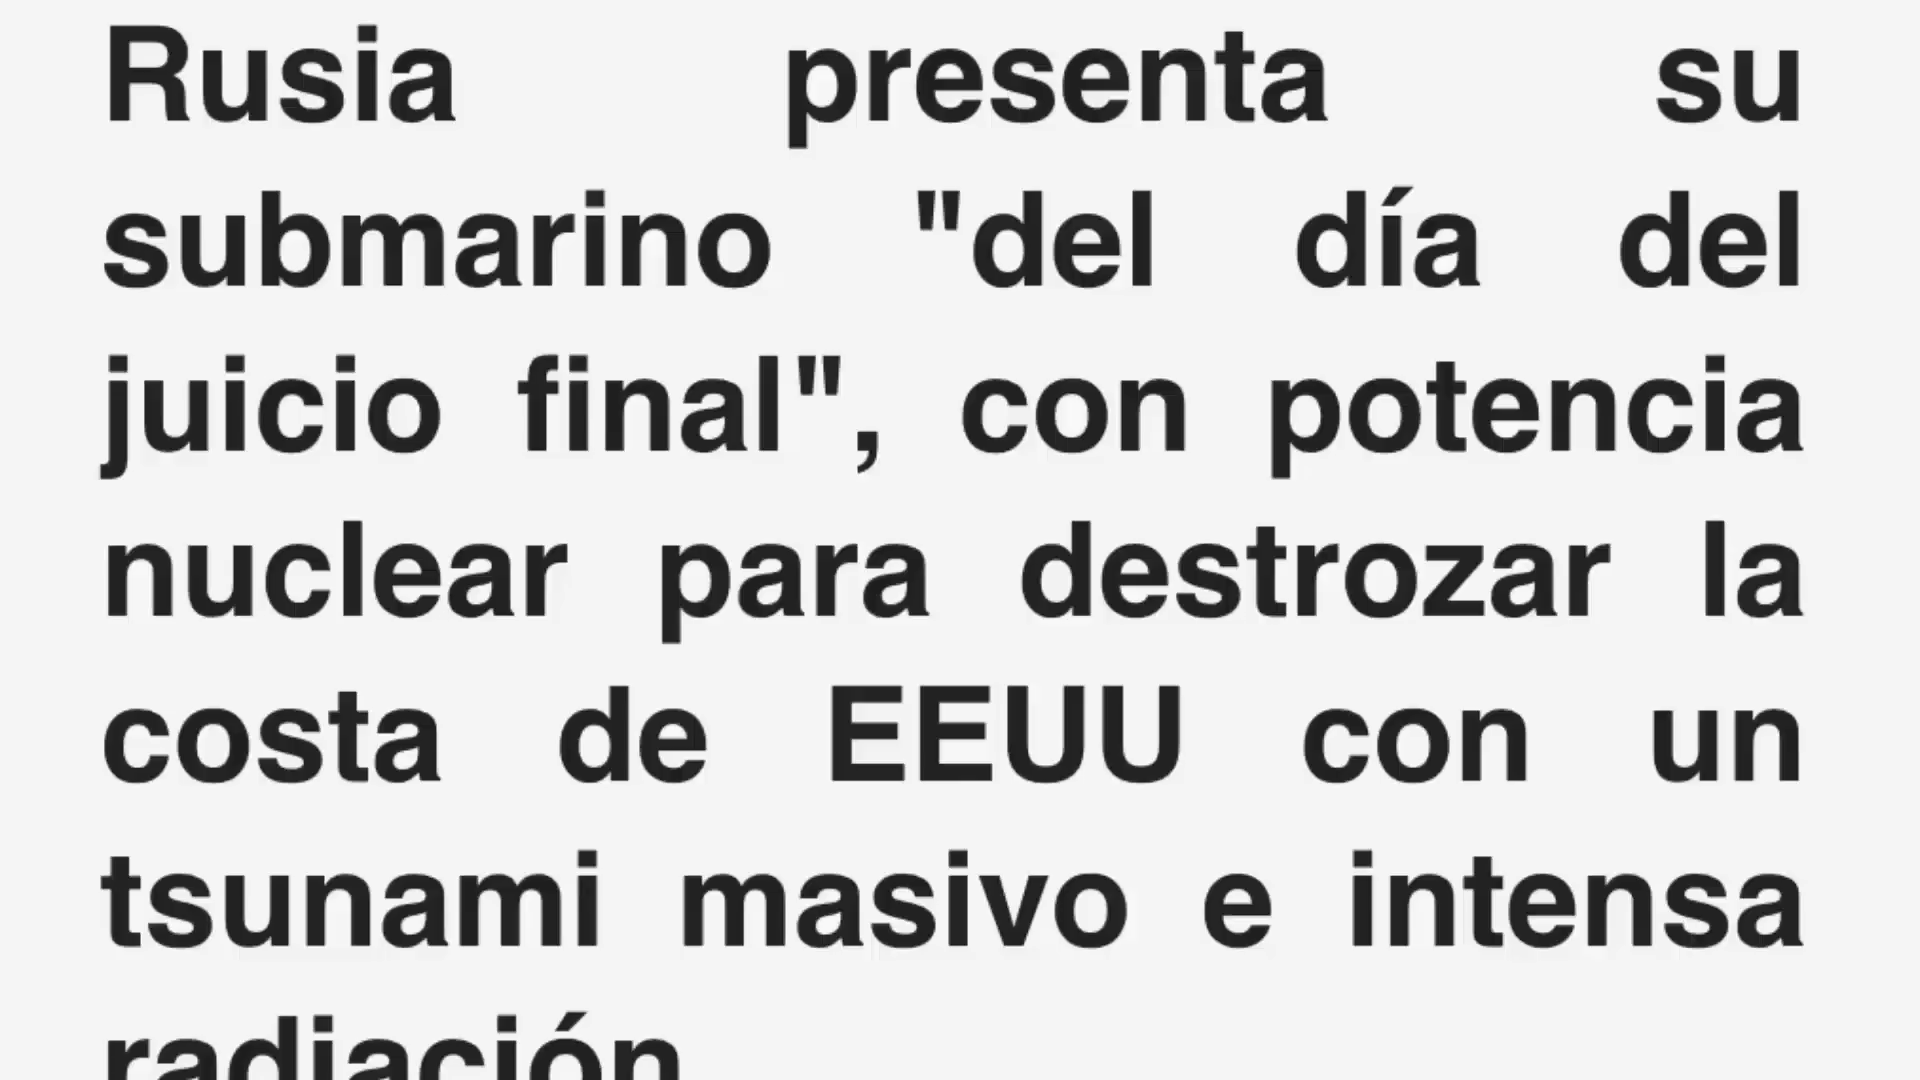 Rusia presenta su
submarino "del día del
juicio final", con potencia
nuclear para destrozar la
costa de EEUU con un
tsunami masivo e intensa
radiación